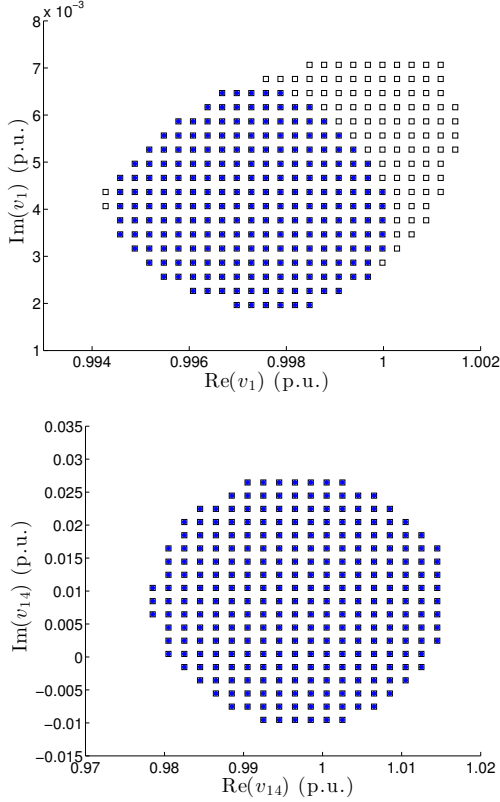 8 x 10⁻³
7
6
5
4
3
2
1
Im(v₁) (p.u.)
0.994 0.996 0.998 1 1.002
Re(v₁) (p.u.)
0.035
0.03
0.025
0.02
0.015
0.01
0.005
0
−0.005
−0.01
−0.015
Im(v₁₄) (p.u.)
0.97 0.98 0.99 1 1.01 1.02
Re(v₁₄) (p.u.)